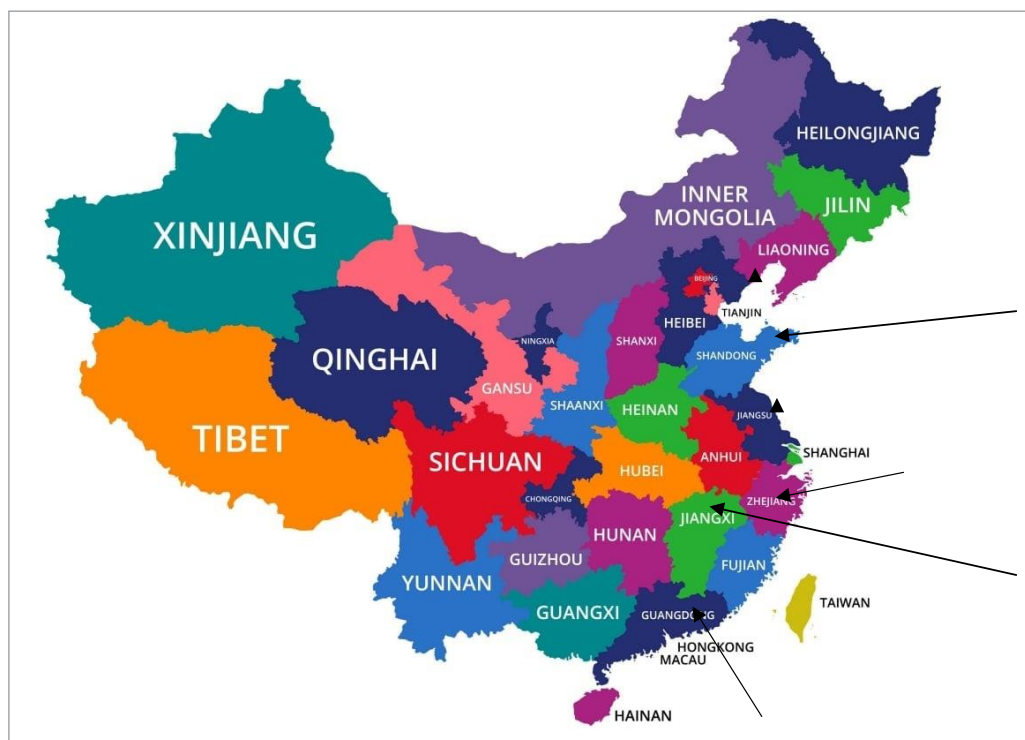 HEILONGJIANG
INNER
MONGOLIA
JILIN
XINJIANG
LIAONING
BEIJING
TIANJIN
HEIBEI
NINGXIA
SHANXI
QINGHAI
SHANDONG
GANSU
SHAANXI
HEINAN
JIANGSU
TIBET
SICHUAN
HUBEI
ANHUI
SHANGHAI
CHONGQING
ZHEJIANG
JIANGXI
HUNAN
GUIZHOU
FUJIAN
YUNNAN
GUANGXI
GUANGDONG
TAIWAN
HONGKONG
MACAU
HAINAN